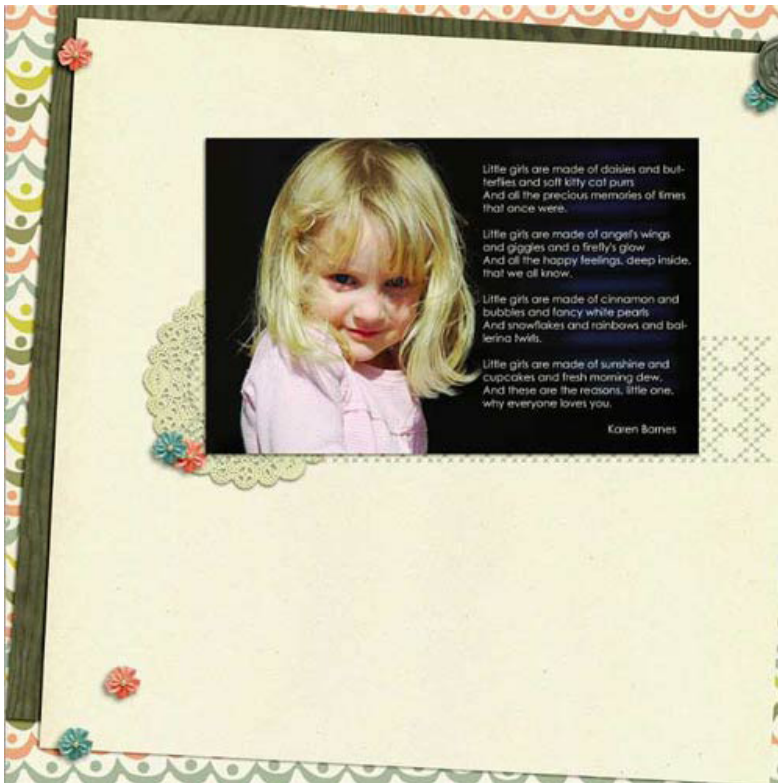 Little girls are made of daisies and but-
terflies and soft kitty cat purrs
And all the precious memories of times
that once were.
Little girls are made of angel's wings
and giggles and a firefly's glow
And all the happy feelings, deep inside,
that we all know.
Little girls are made of cinnamon and
bubbles and fancy white pearls
And snowflakes and rainbows and bal-
lerina twirls.
Little girls are made of sunshine and
cupcakes and fresh morning dew,
And these are the reasons, little one,
why everyone loves you.
Karen Barnes